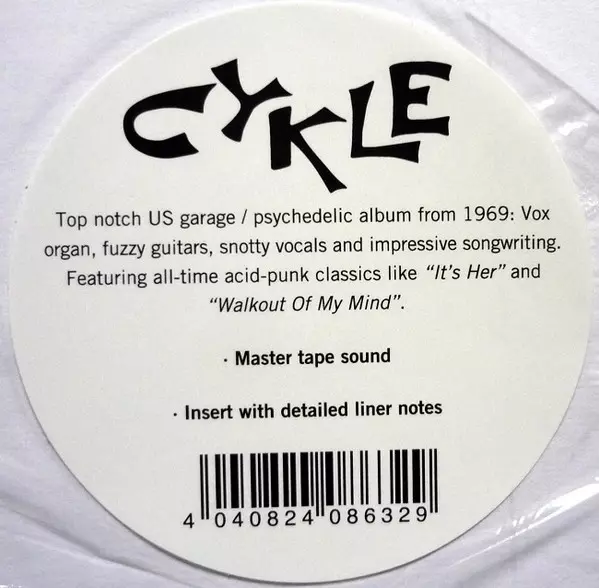 CYKLE
Top notch US garage / psychedelic album from 1969: Vox
organ, fuzzy guitars, snotty vocals and impressive songwriting.
Featuring all-time acid-punk classics like “It's Her” and
“Walkout Of My Mind”.
· Master tape sound
· Insert with detailed liner notes
4 040824 086329